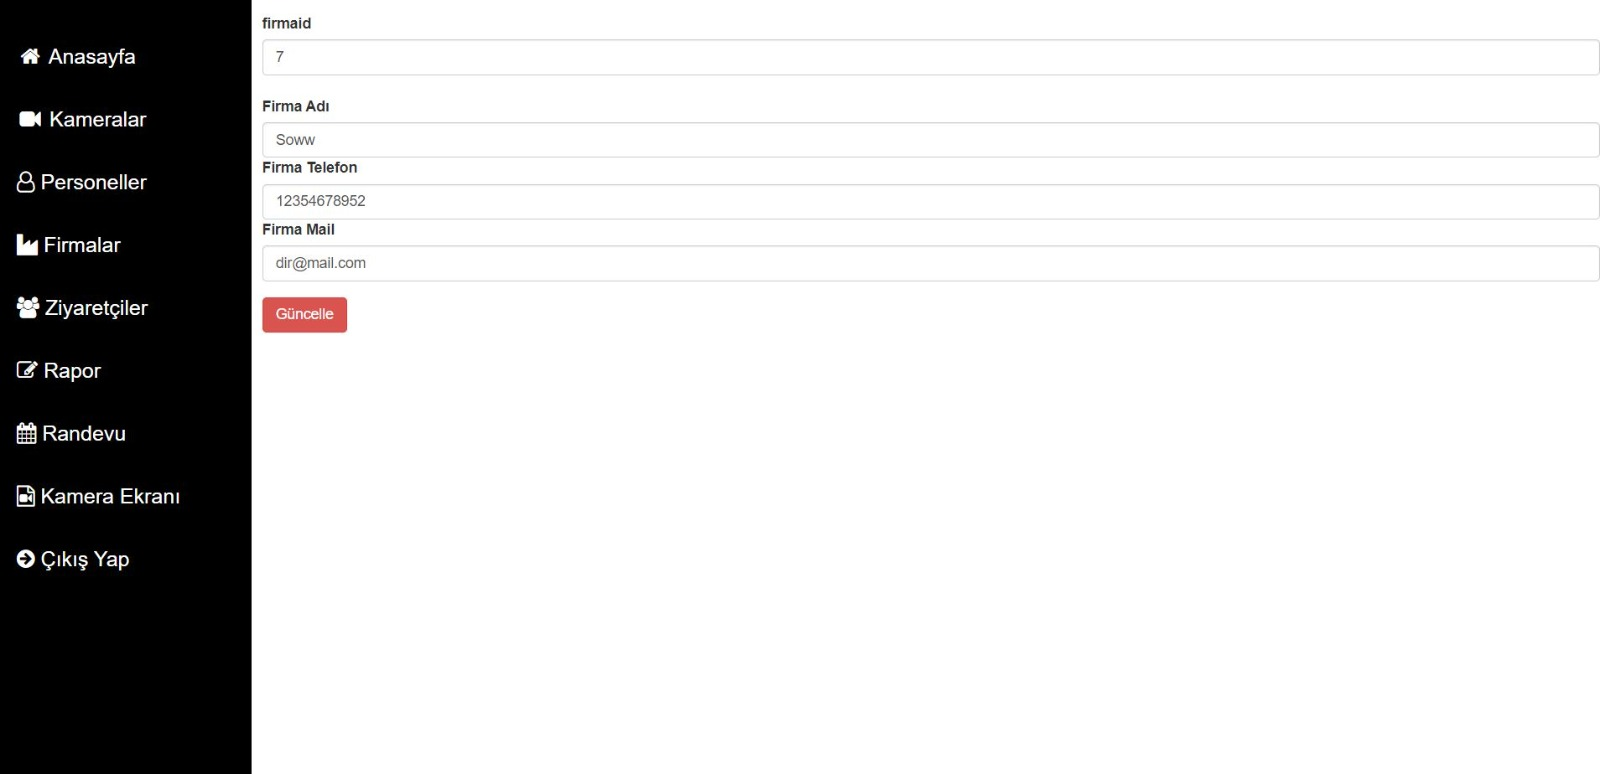 Anasayfa
Kameralar
Personeller
Firmalar
Ziyaretçiler
Rapor
Randevu
Kamera Ekranı
Çıkış Yap
firmaid
7
Firma Adı
Soww
Firma Telefon
12354678952
Firma Mail
dir@mail.com
Güncelle